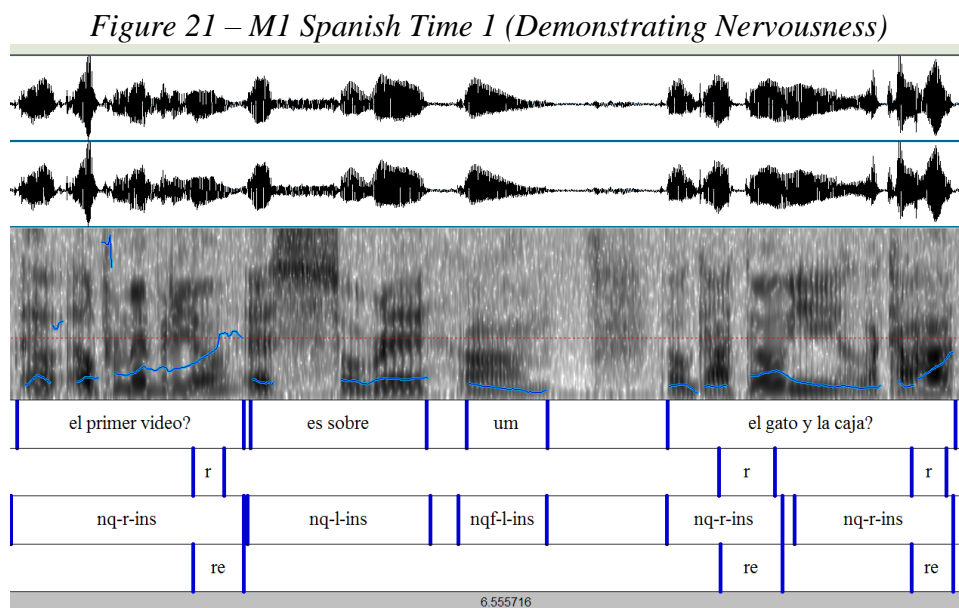 Figure 21 – M1 Spanish Time 1 (Demonstrating Nervousness)
el primer video? es sobre um el gato y la caja?
r r r
nq-r-ins nq-l-ins nqf-l-ins nq-r-ins nq-r-ins
re re re
6.555716